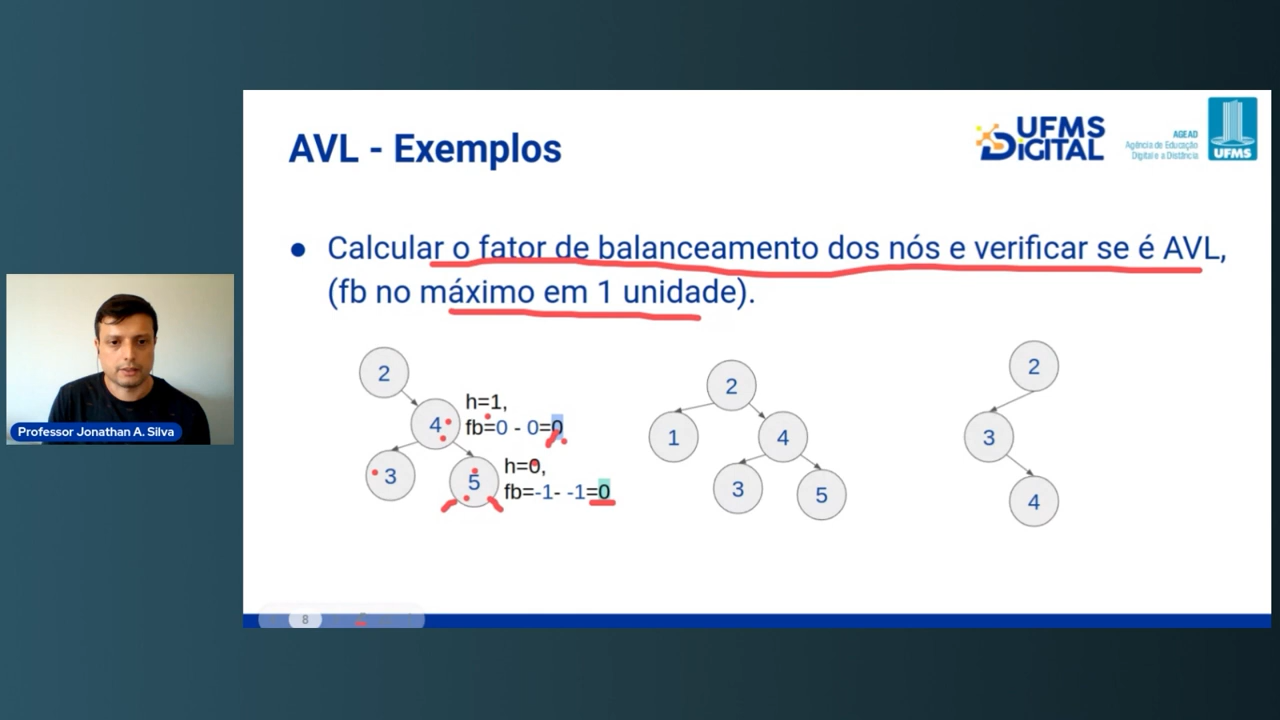 AVL - Exemplos
UFMS
DIGITAL
AGEAD
Agência de Educação
Digital e a Distância
UFMS
● Calcular o fator de balanceamento dos nós e verificar se é AVL,
(fb no máximo em 1 unidade).
2
4
3
5
h=1,
fb=0 - 0=0
h=0,
fb=-1- -1=0
2
1
4
3
5
2
3
4
Professor Jonathan A. Silva
8